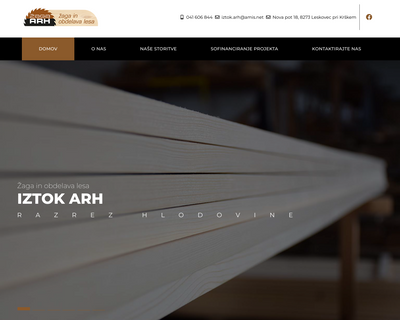 ARH
Žaga in
obdelava lesa
041 606 844 iztok.arh@amis.net Nova pot 18, 8273 Leskovec pri Krškem
DOMOV O NAS NAŠE STORITVE SOFINANCIRANJE PROJEKTA KONTAKTIRAJTE NAS
Žaga in obdelava lesa
IZTOK ARH
RAZREZ HLODOVINE